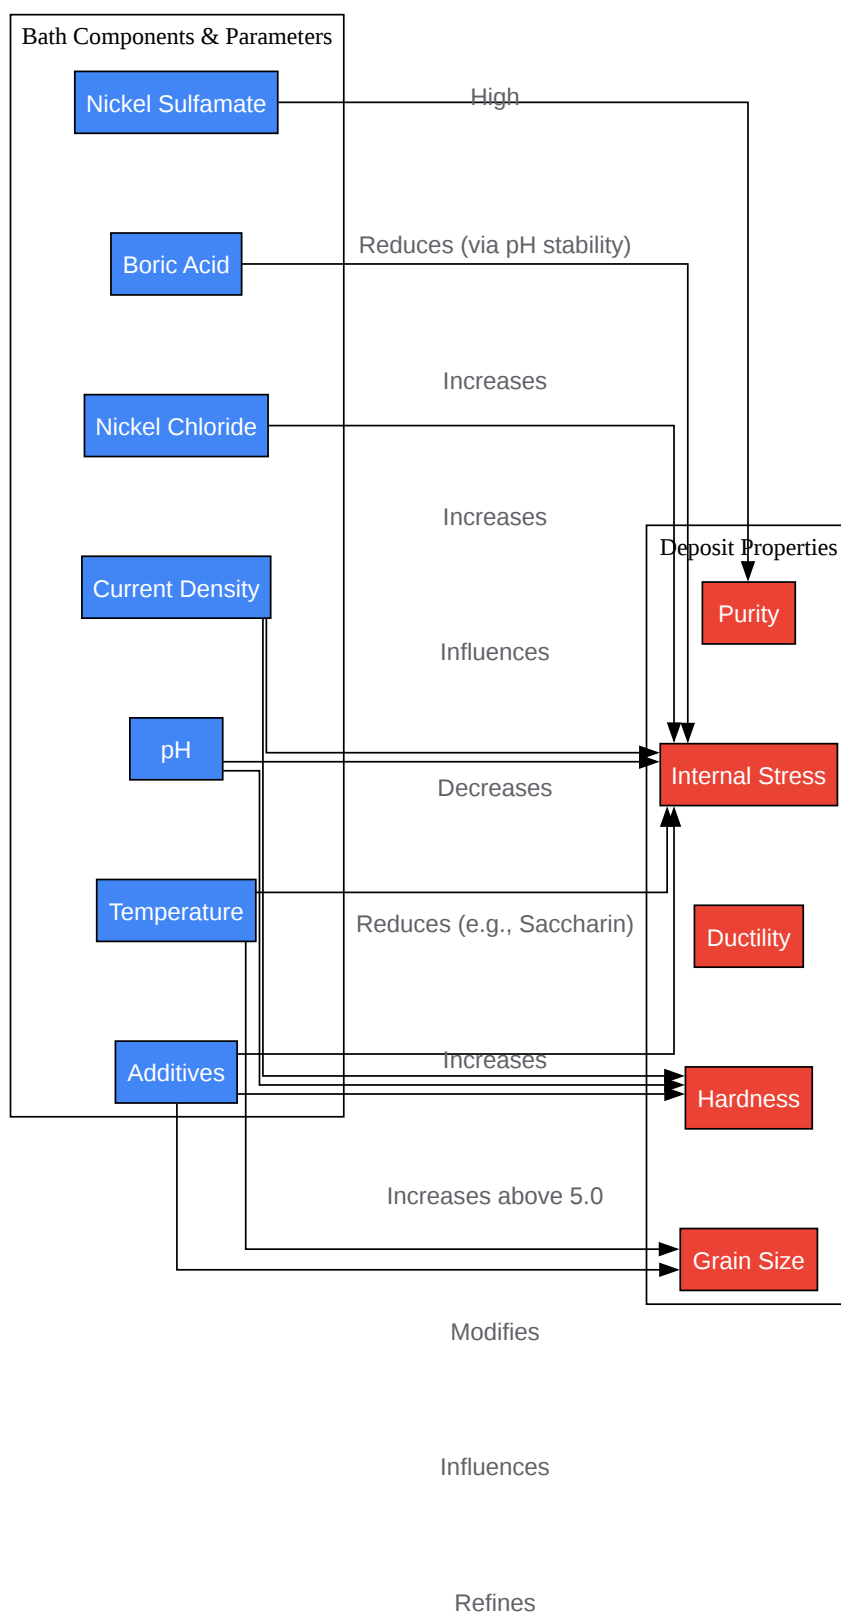 Bath Components & Parameters
Nickel Sulfamate
High
Boric Acid
Reduces (via pH stability)
Increases
Nickel Chloride
Increases
Deposit Properties
Current Density
Purity
Influences
pH
Internal Stress
Decreases
Temperature
Reduces (e.g., Saccharin)
Ductility
Additives
Increases
Hardness
Increases above 5.0
Grain Size
Modifies
Influences
Refines